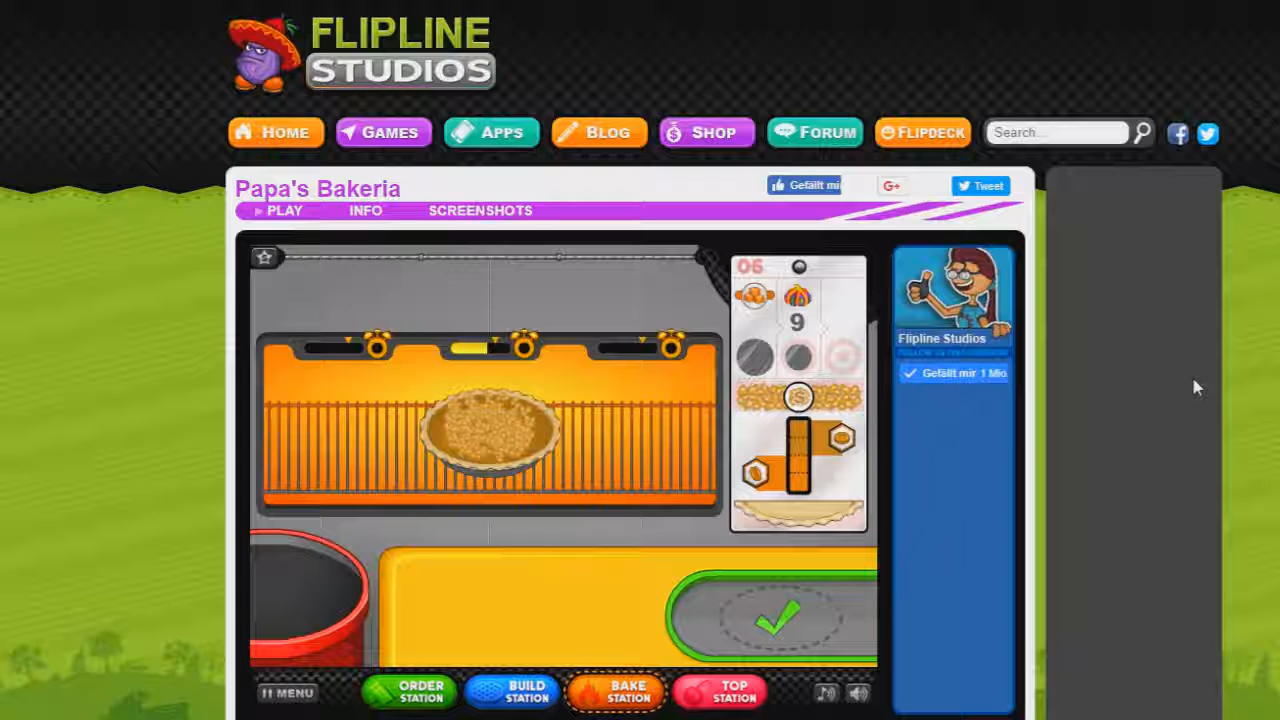 FLIPLINE
STUDIOS
HOME
GAMES
APPS
BLOG
SHOP
FORUM
FLIPDECK
Search...
Papa's Bakeria
Gefällt mi
G+
Tweet
PLAY
INFO
SCREENSHOTS
06
9
Flipline Studios
Gefällt mir 1 Mio
MENU
ORDER
STATION
BUILD
STATION
BAKE
STATION
TOP
STATION